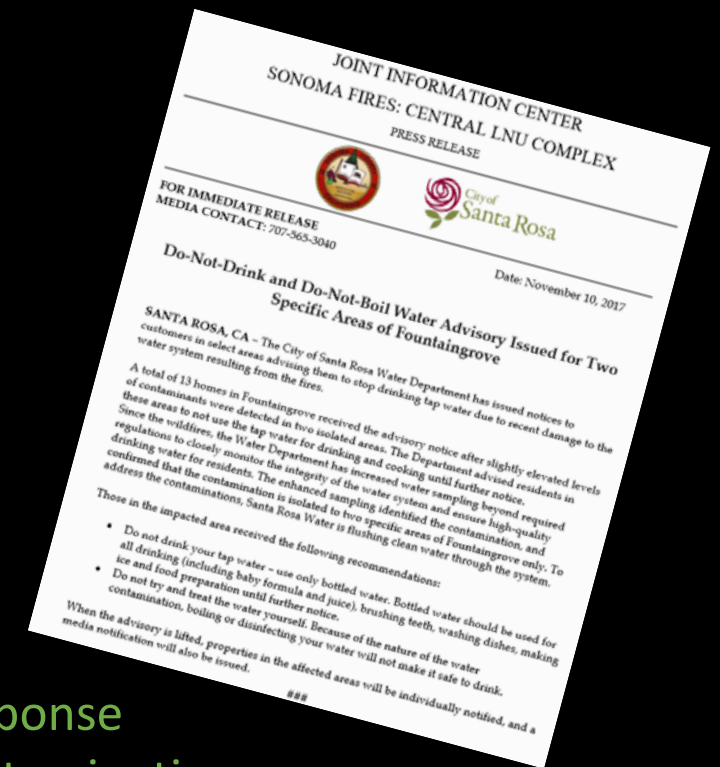 JOINT INFORMATION CENTER
SONOMA FIRES: CENTRAL LNU COMPLEX
PRESS RELEASE
City of
Santa Rosa
FOR IMMEDIATE RELEASE
MEDIA CONTACT: 707-565-3040
Date: November 10, 2017
Do-Not-Drink and Do-Not-Boil Water Advisory Issued for Two
Specific Areas of Fountaingrove
SANTA ROSA, CA – The City of Santa Rosa Water Department has issued notices to
customers in select areas advising them to stop drinking tap water due to recent damage to the
water system resulting from the fires.
A total of 13 homes in Fountaingrove received the advisory notice after slightly elevated levels
of contaminants were detected in two isolated areas. The Department advised residents in
these areas to not use the tap water for drinking and cooking until further notice.
Since the wildfires, the Water Department has increased water sampling beyond required
regulations to closely monitor the integrity of the water system and ensure high-quality
drinking water for residents. The enhanced sampling identified the contamination, and
confirmed that the contamination is isolated to two specific areas of Fountaingrove only. To
address the contaminations, Santa Rosa Water is flushing clean water through the system.
Those in the impacted area received the following recommendations:
• Do not drink your tap water – use only bottled water. Bottled water should be used for
all drinking (including baby formula and juice), brushing teeth, washing dishes, making
ice and food preparation until further notice.
• Do not try and treat the water yourself. Because of the nature of the water
contamination, boiling or disinfecting your water will not make it safe to drink.
When the advisory is lifted, properties in the affected areas will be individually notified, and a
media notification will also be issued.
###
ponse